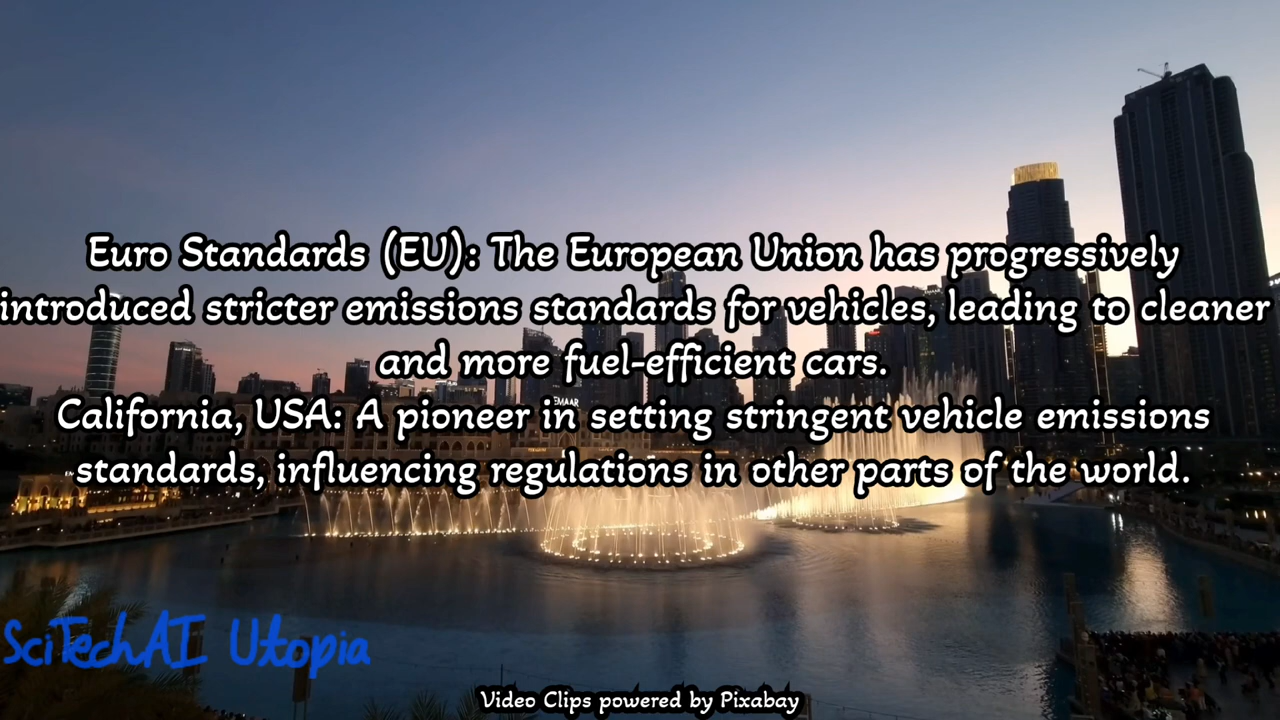 Euro Standards (EU): The European Union has progressively
introduced stricter emissions standards for vehicles, leading to cleaner
and more fuel-efficient cars.
EMAAR
California, USA: A pioneer in setting stringent vehicle emissions
standards, influencing regulations in other parts of the world.
SciTechAI Utopia
Video Clips powered by Pixabay